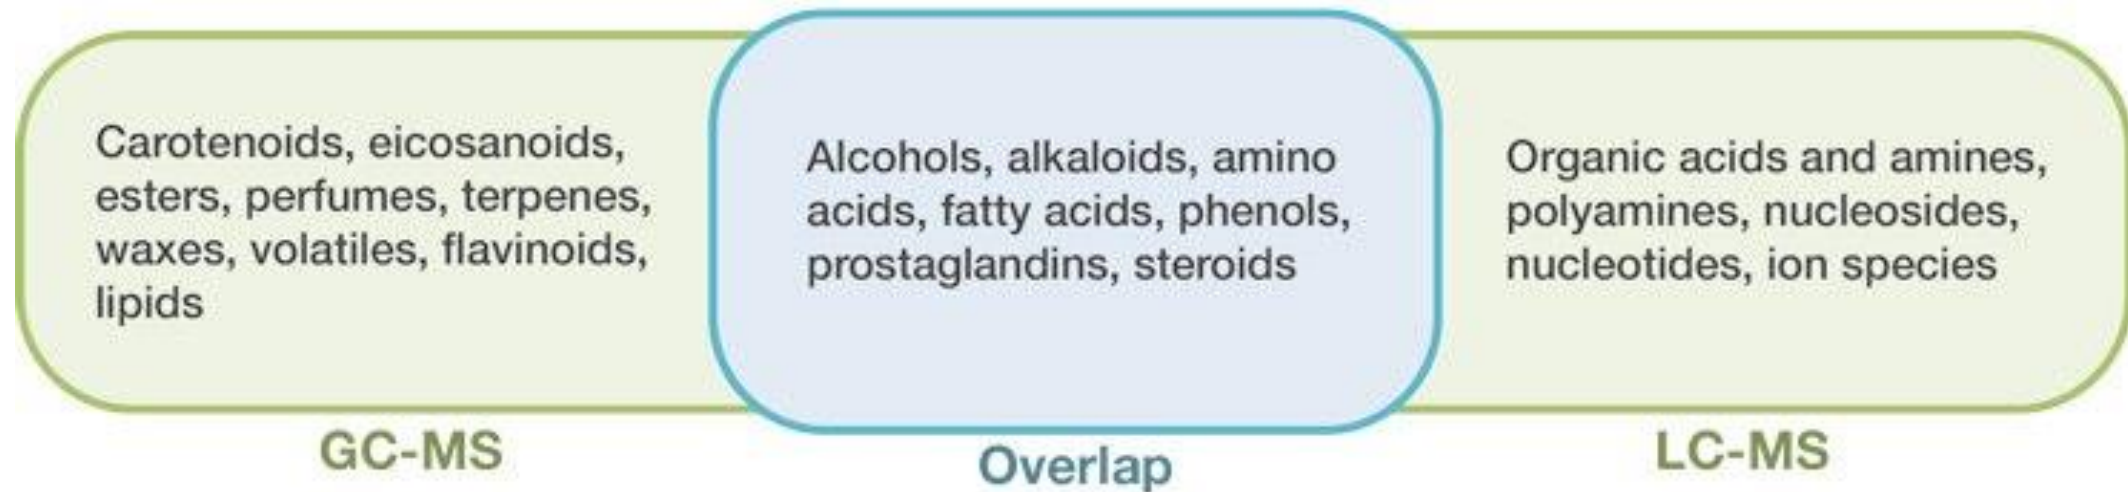 Carotenoids, eicosanoids,
esters, perfumes, terpenes,
waxes, volatiles, flavinoids,
lipids
GC-MS
Alcohols, alkaloids, amino
acids, fatty acids, phenols,
prostaglandins, steroids
Overlap
Organic acids and amines,
polyamines, nucleosides,
nucleotides, ion species
LC-MS